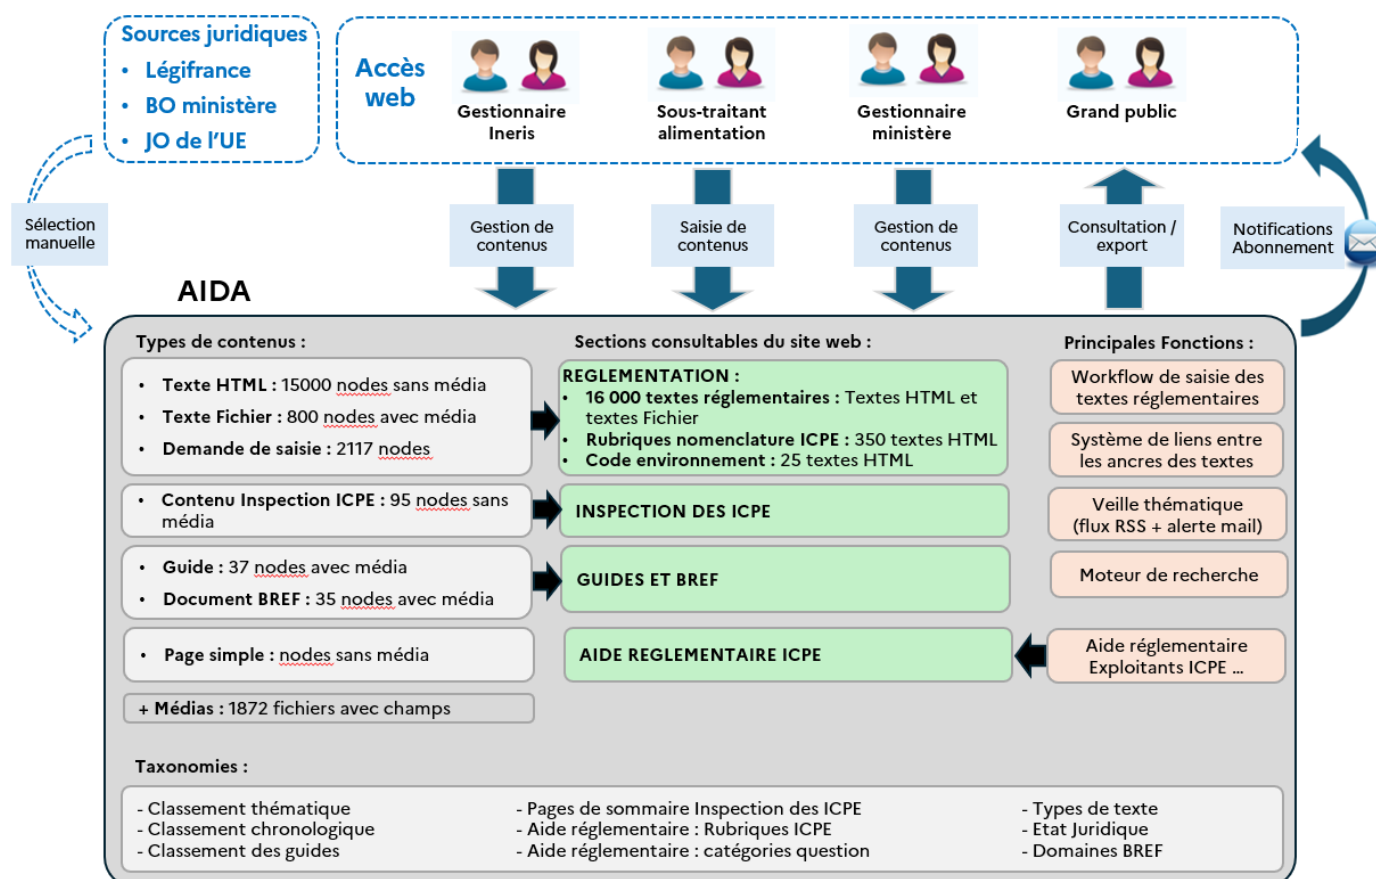 Sources juridiques
• Légifrance
• BO ministère
• JO de l'UE
Accès
web
Gestionnaire
Ineris
Sous-traitant
alimentation
Gestionnaire
ministère
Grand public
Sélection
manuelle
Gestion de
contenus
Saisie de
contenus
Gestion de
contenus
Consultation /
export
Notifications
Abonnement
AIDA
Types de contenus :
• Texte HTML : 15000 nodes sans média
• Texte Fichier : 800 nodes avec média
• Demande de saisie : 2117 nodes
• Contenu Inspection ICPE : 95 nodes sans
média
• Guide : 37 nodes avec média
• Document BREF : 35 nodes avec média
• Page simple : nodes sans média
+ Médias : 1872 fichiers avec champs
Sections consultables du site web :
REGLEMENTATION :
• 16 000 textes réglementaires : Textes HTML et
textes Fichier
• Rubriques nomenclature ICPE : 350 textes HTML
• Code environnement : 25 textes HTML
INSPECTION DES ICPE
GUIDES ET BREF
AIDE REGLEMENTAIRE ICPE
Principales Fonctions :
Workflow de saisie des
textes réglementaires
Système de liens entre
les ancres des textes
Veille thématique
(flux RSS + alerte mail)
Moteur de recherche
Aide réglementaire
Exploitants ICPE ...
Taxonomies :
- Classement thématique
- Classement chronologique
- Classement des guides
- Pages de sommaire Inspection des ICPE
- Aide réglementaire : Rubriques ICPE
- Aide réglementaire : catégories question
- Types de texte
- Etat Juridique
- Domaines BREF